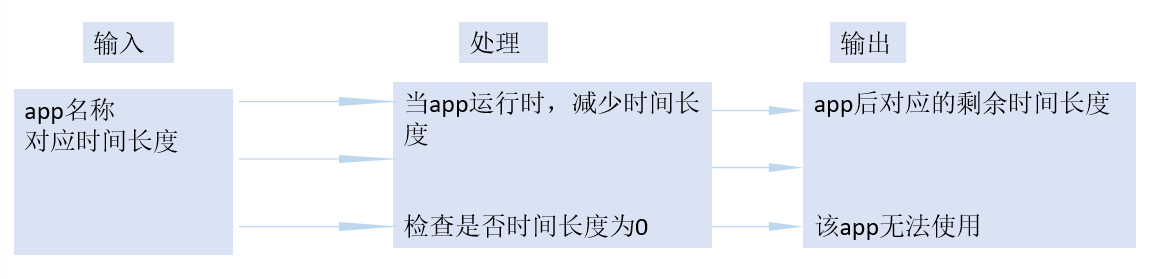 输入
处理
输出
app名称
对应时间长度
当app运行时，减少时间长
度
检查是否时间长度为0
app后对应的剩余时间长度
该app无法使用